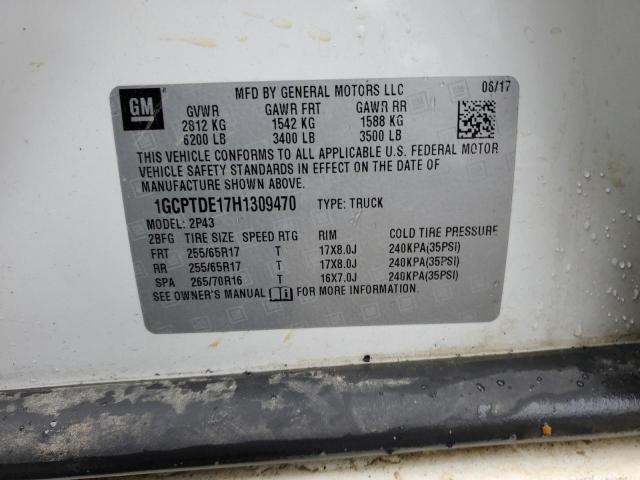 GM
MFD BY GENERAL MOTORS LLC 06/17
GVWR GAWR FRT GAWR RR
2812 KG 1542 KG 1588 KG
6200 LB 3400 LB 3500 LB
THIS VEHICLE CONFORMS TO ALL APPLICABLE U.S. FEDERAL MOTOR
VEHICLE SAFETY STANDARDS IN EFFECT ON THE DATE OF
MANUFACTURE SHOWN ABOVE.
1GCPTDE17H1309470 TYPE: TRUCK
MODEL: 2P43
2BFG TIRE SIZE SPEED RTG RIM COLD TIRE PRESSURE
FRT 255/65R17 T 17X8.0J 240KPA(35PSI)
RR 255/65R17 T 17X8.0J 240KPA(35PSI)
SPA 265/70R16 T 16X7.0J 240KPA(35PSI)
SEE OWNER'S MANUAL FOR MORE INFORMATION.